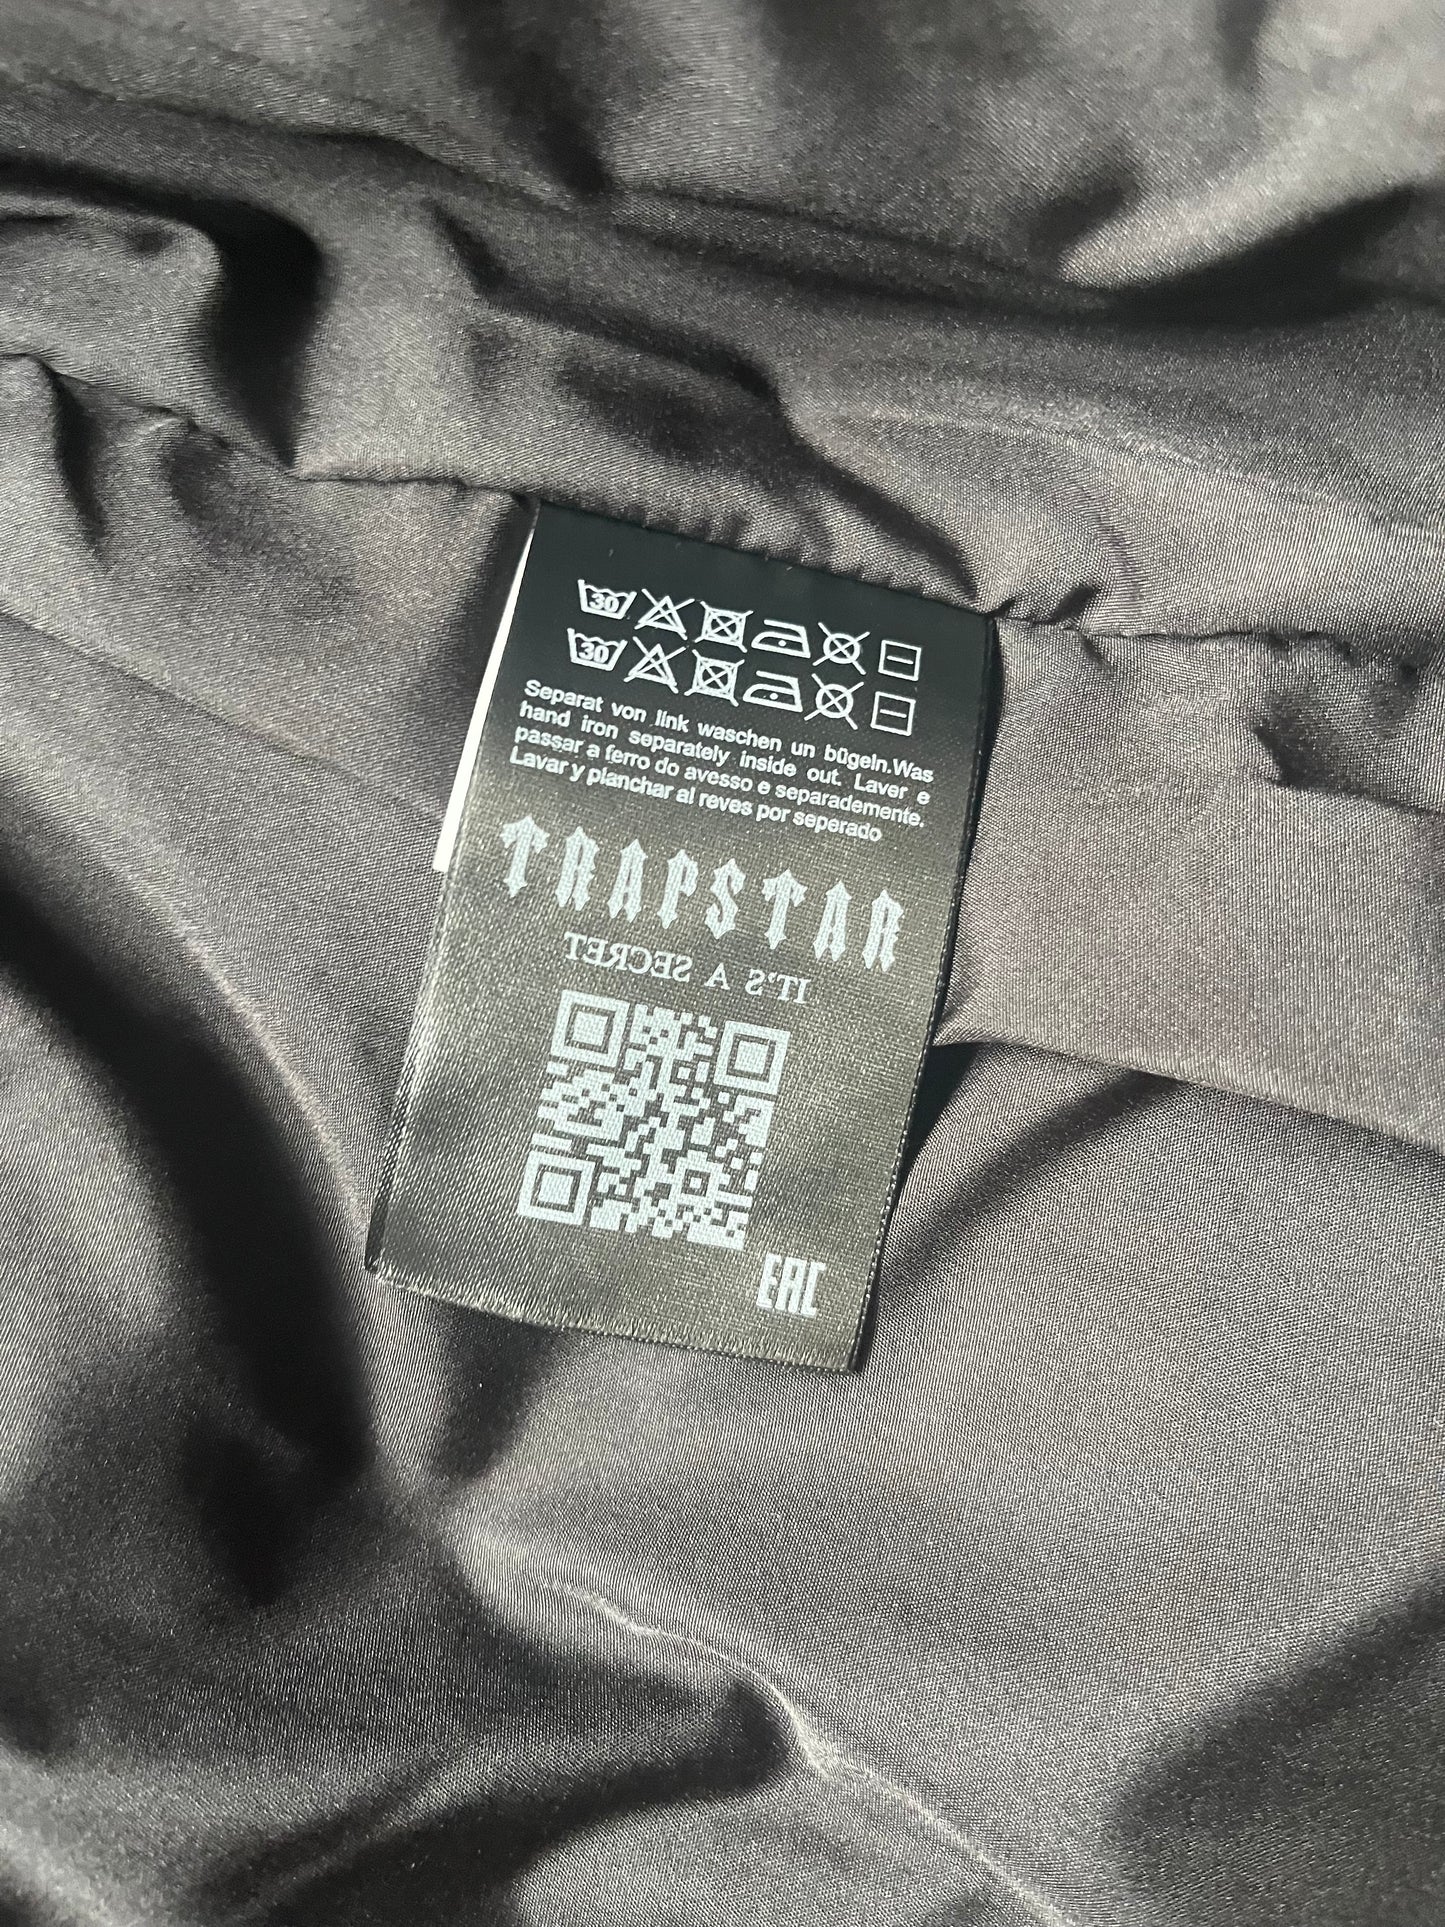 30
30
Separat von link waschen un bügeln.Was
hand iron separately inside out. Laver e
passar a ferro do avesso e separademente.
Lavar y planchar al reves por seperado
TRAPSTAR
IT'S A SECRET
EAC